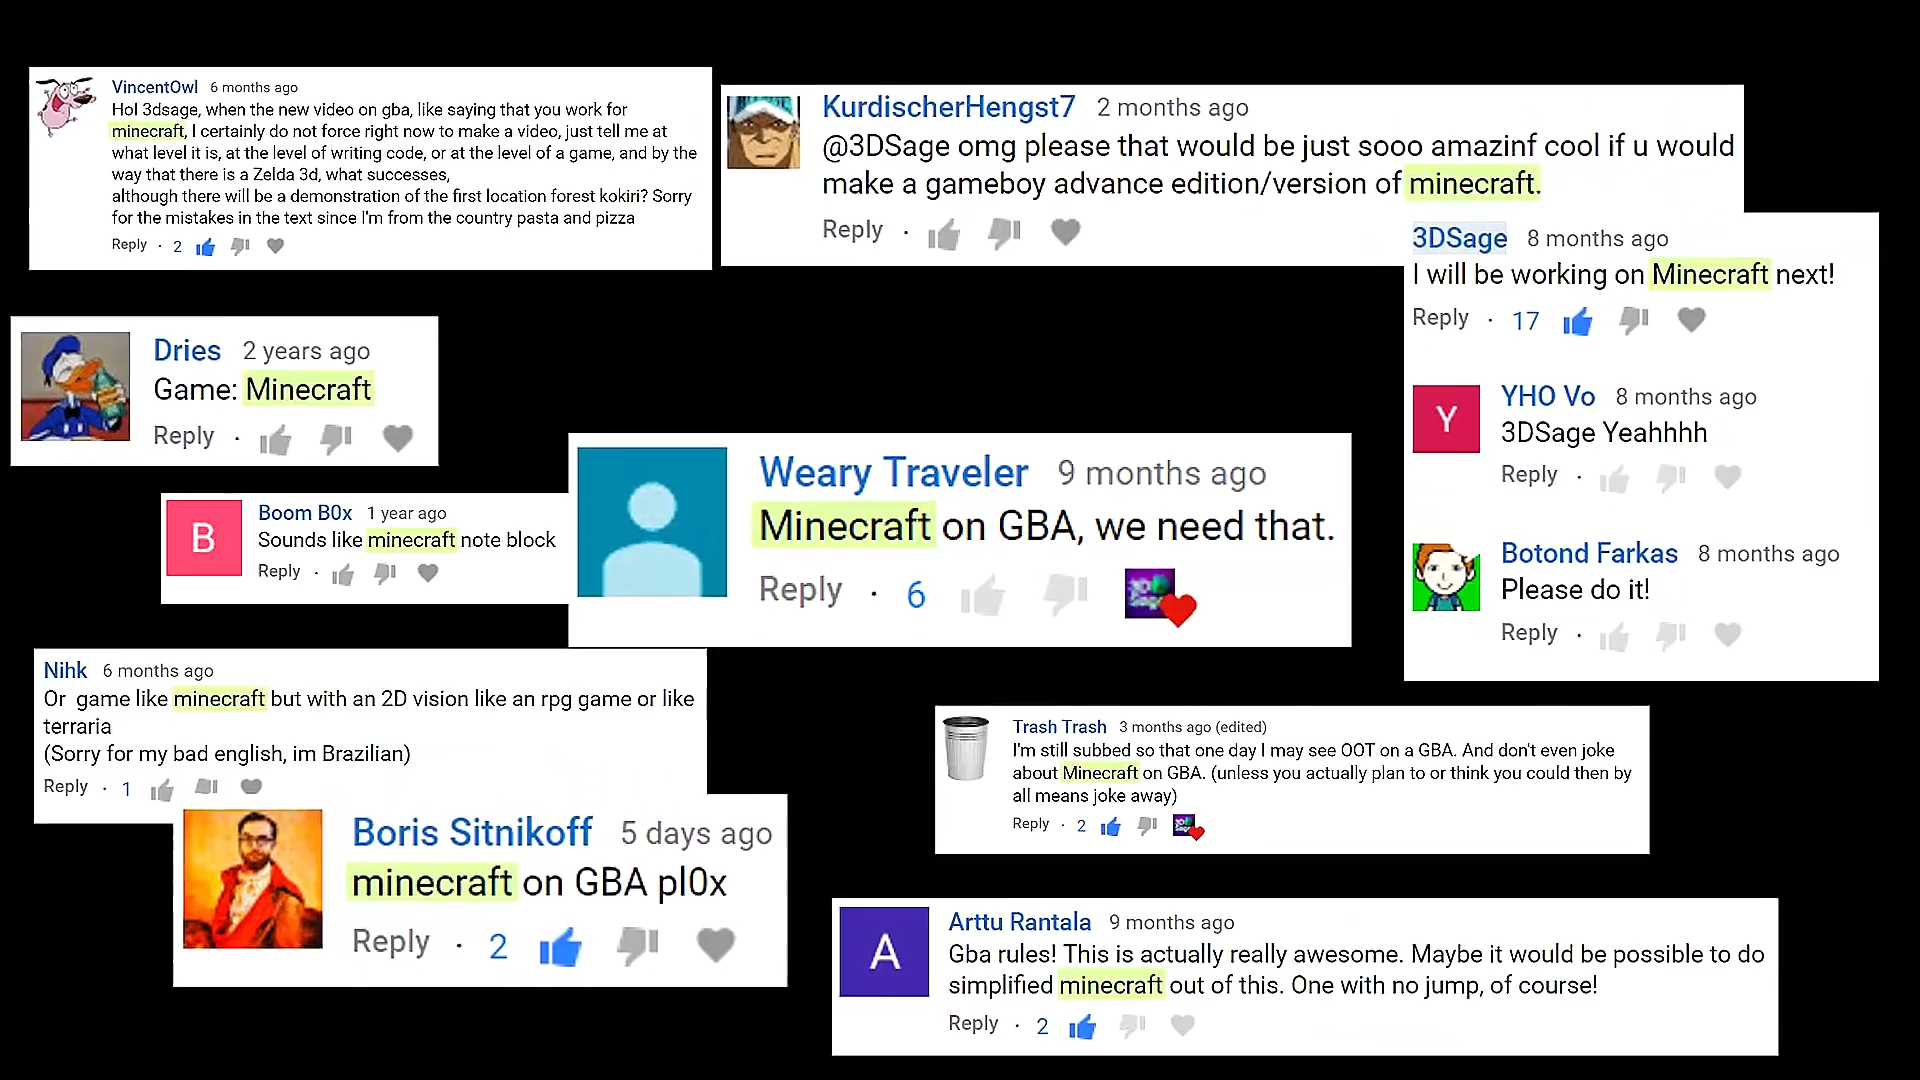 VincentOwl 6 months ago
Hol 3dsage, when the new video on gba, like saying that you work for
minecraft, I certainly do not force right now to make a video, just tell me at
what level it is, at the level of writing code, or at the level of a game, and by the
way that there is a Zelda 3d, what successes,
although there will be a demonstration of the first location forest kokiri? Sorry
for the mistakes in the text since I'm from the country pasta and pizza
Reply · 2
KurdischerHengst7 2 months ago
@3DSage omg please that would be just sooo amazinf cool if u would
make a gameboy advance edition/version of minecraft.
Reply ·
3DSage 8 months ago
I will be working on Minecraft next!
Reply · 17
Y
YHO Vo 8 months ago
3DSage Yeahhhh
Reply ·
Botond Farkas 8 months ago
Please do it!
Reply ·
Dries 2 years ago
Game: Minecraft
Reply ·
B
Boom B0x 1 year ago
Sounds like minecraft note block
Reply ·
Weary Traveler 9 months ago
Minecraft on GBA, we need that.
Reply · 6
Nihk 6 months ago
Or game like minecraft but with an 2D vision like an rpg game or like
terraria
(Sorry for my bad english, im Brazilian)
Reply · 1
Boris Sitnikoff 5 days ago
minecraft on GBA pl0x
Reply · 2
Trash Trash 3 months ago (edited)
I'm still subbed so that one day I may see OOT on a GBA. And don't even joke
about Minecraft on GBA. (unless you actually plan to or think you could then by
all means joke away)
Reply · 2
A
Arttu Rantala 9 months ago
Gba rules! This is actually really awesome. Maybe it would be possible to do
simplified minecraft out of this. One with no jump, of course!
Reply · 2